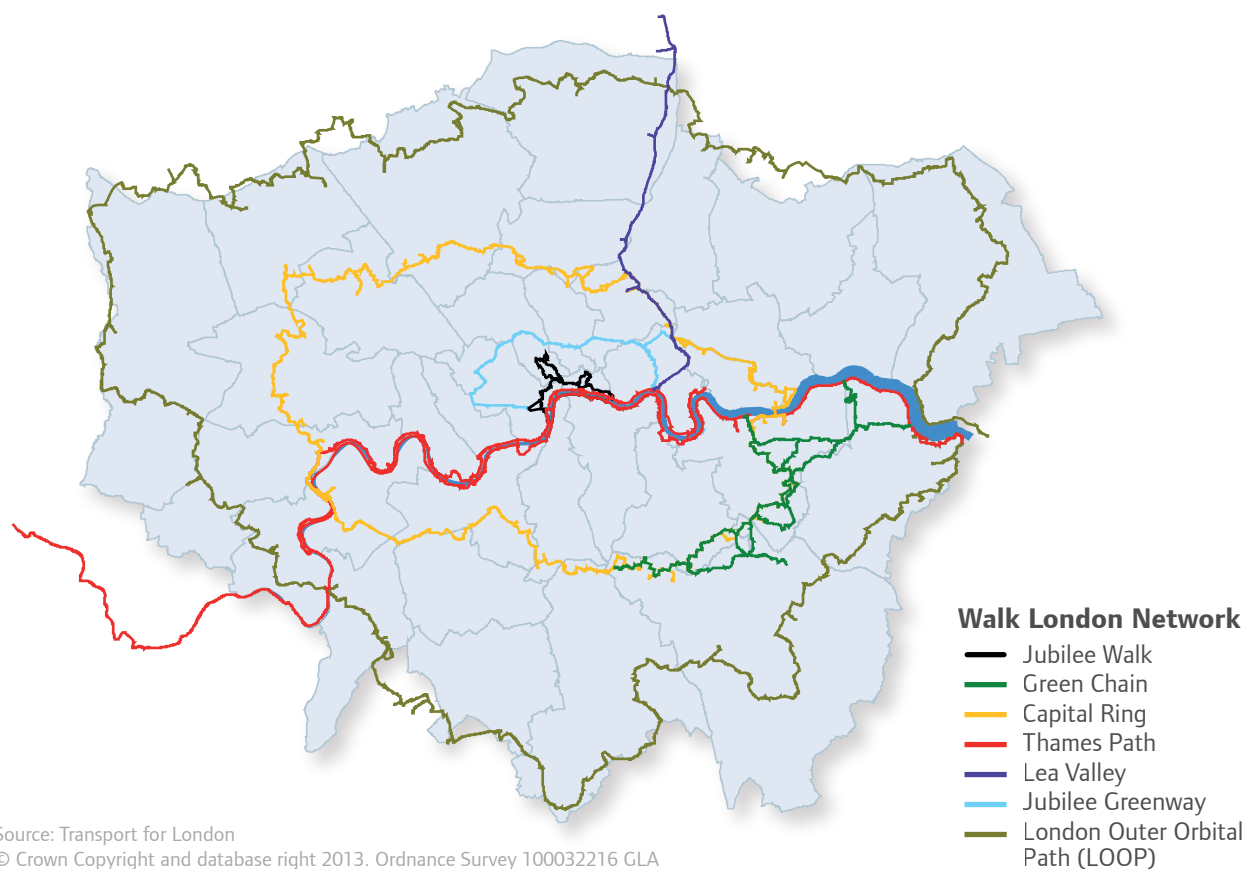 Walk London Network
Jubilee Walk
Green Chain
Capital Ring
Thames Path
Lea Valley
Jubilee Greenway
London Outer Orbital
Path (LOOP)
Source: Transport for London
© Crown Copyright and database right 2013. Ordnance Survey 100032216 GLA